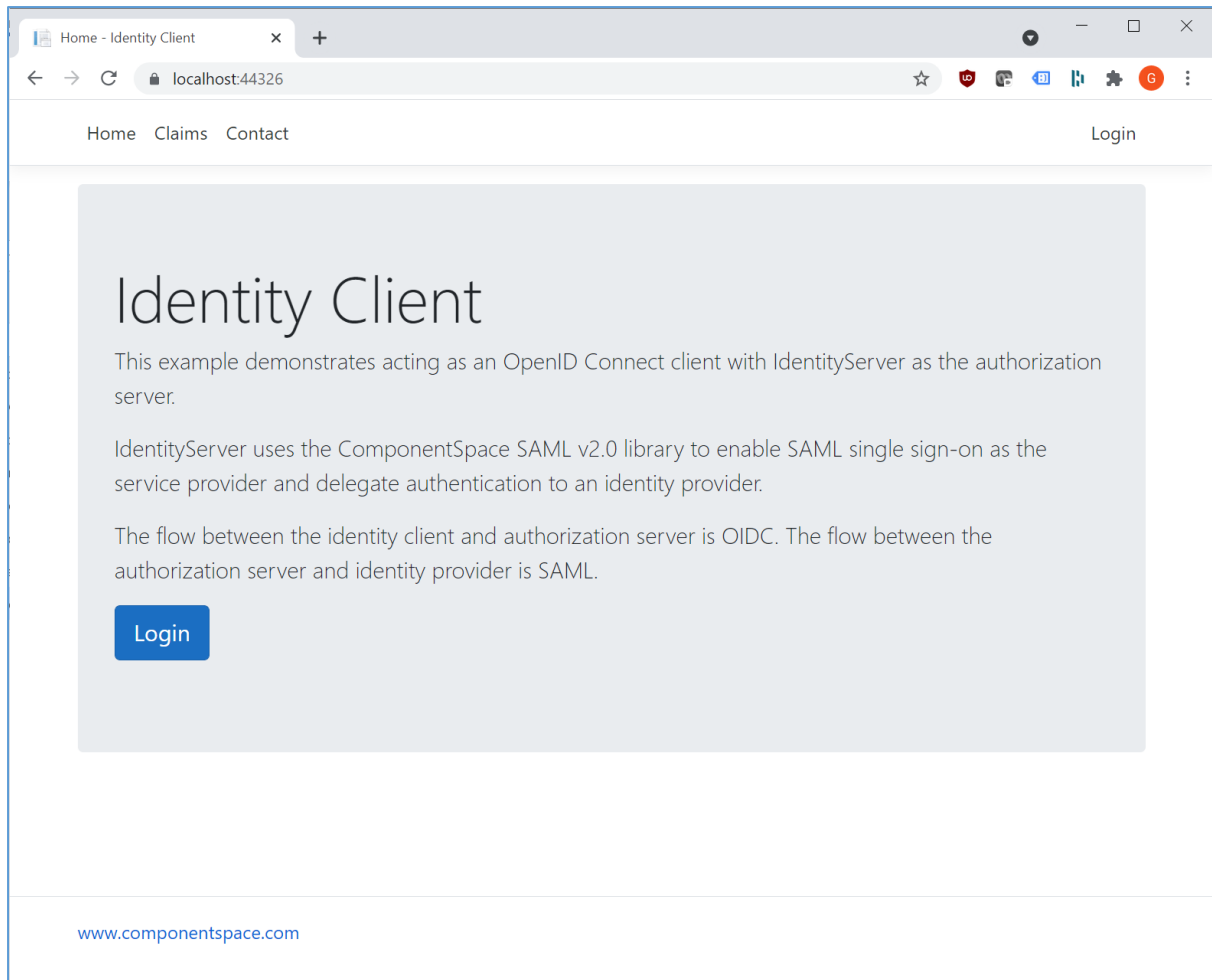 Home - Identity Client
localhost:44326
G
Home Claims Contact Login
Identity Client
This example demonstrates acting as an OpenID Connect client with IdentityServer as the authorization
server.
IdentityServer uses the ComponentSpace SAML v2.0 library to enable SAML single sign-on as the
service provider and delegate authentication to an identity provider.
The flow between the identity client and authorization server is OIDC. The flow between the
authorization server and identity provider is SAML.
Login
www.componentspace.com